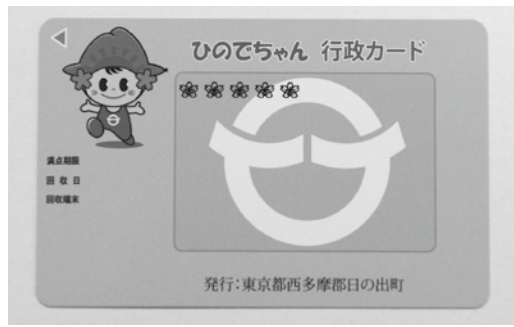 ひのでちゃん 行政カード
満点期限
回収日
回収端末
発行:東京都西多摩郡日の出町